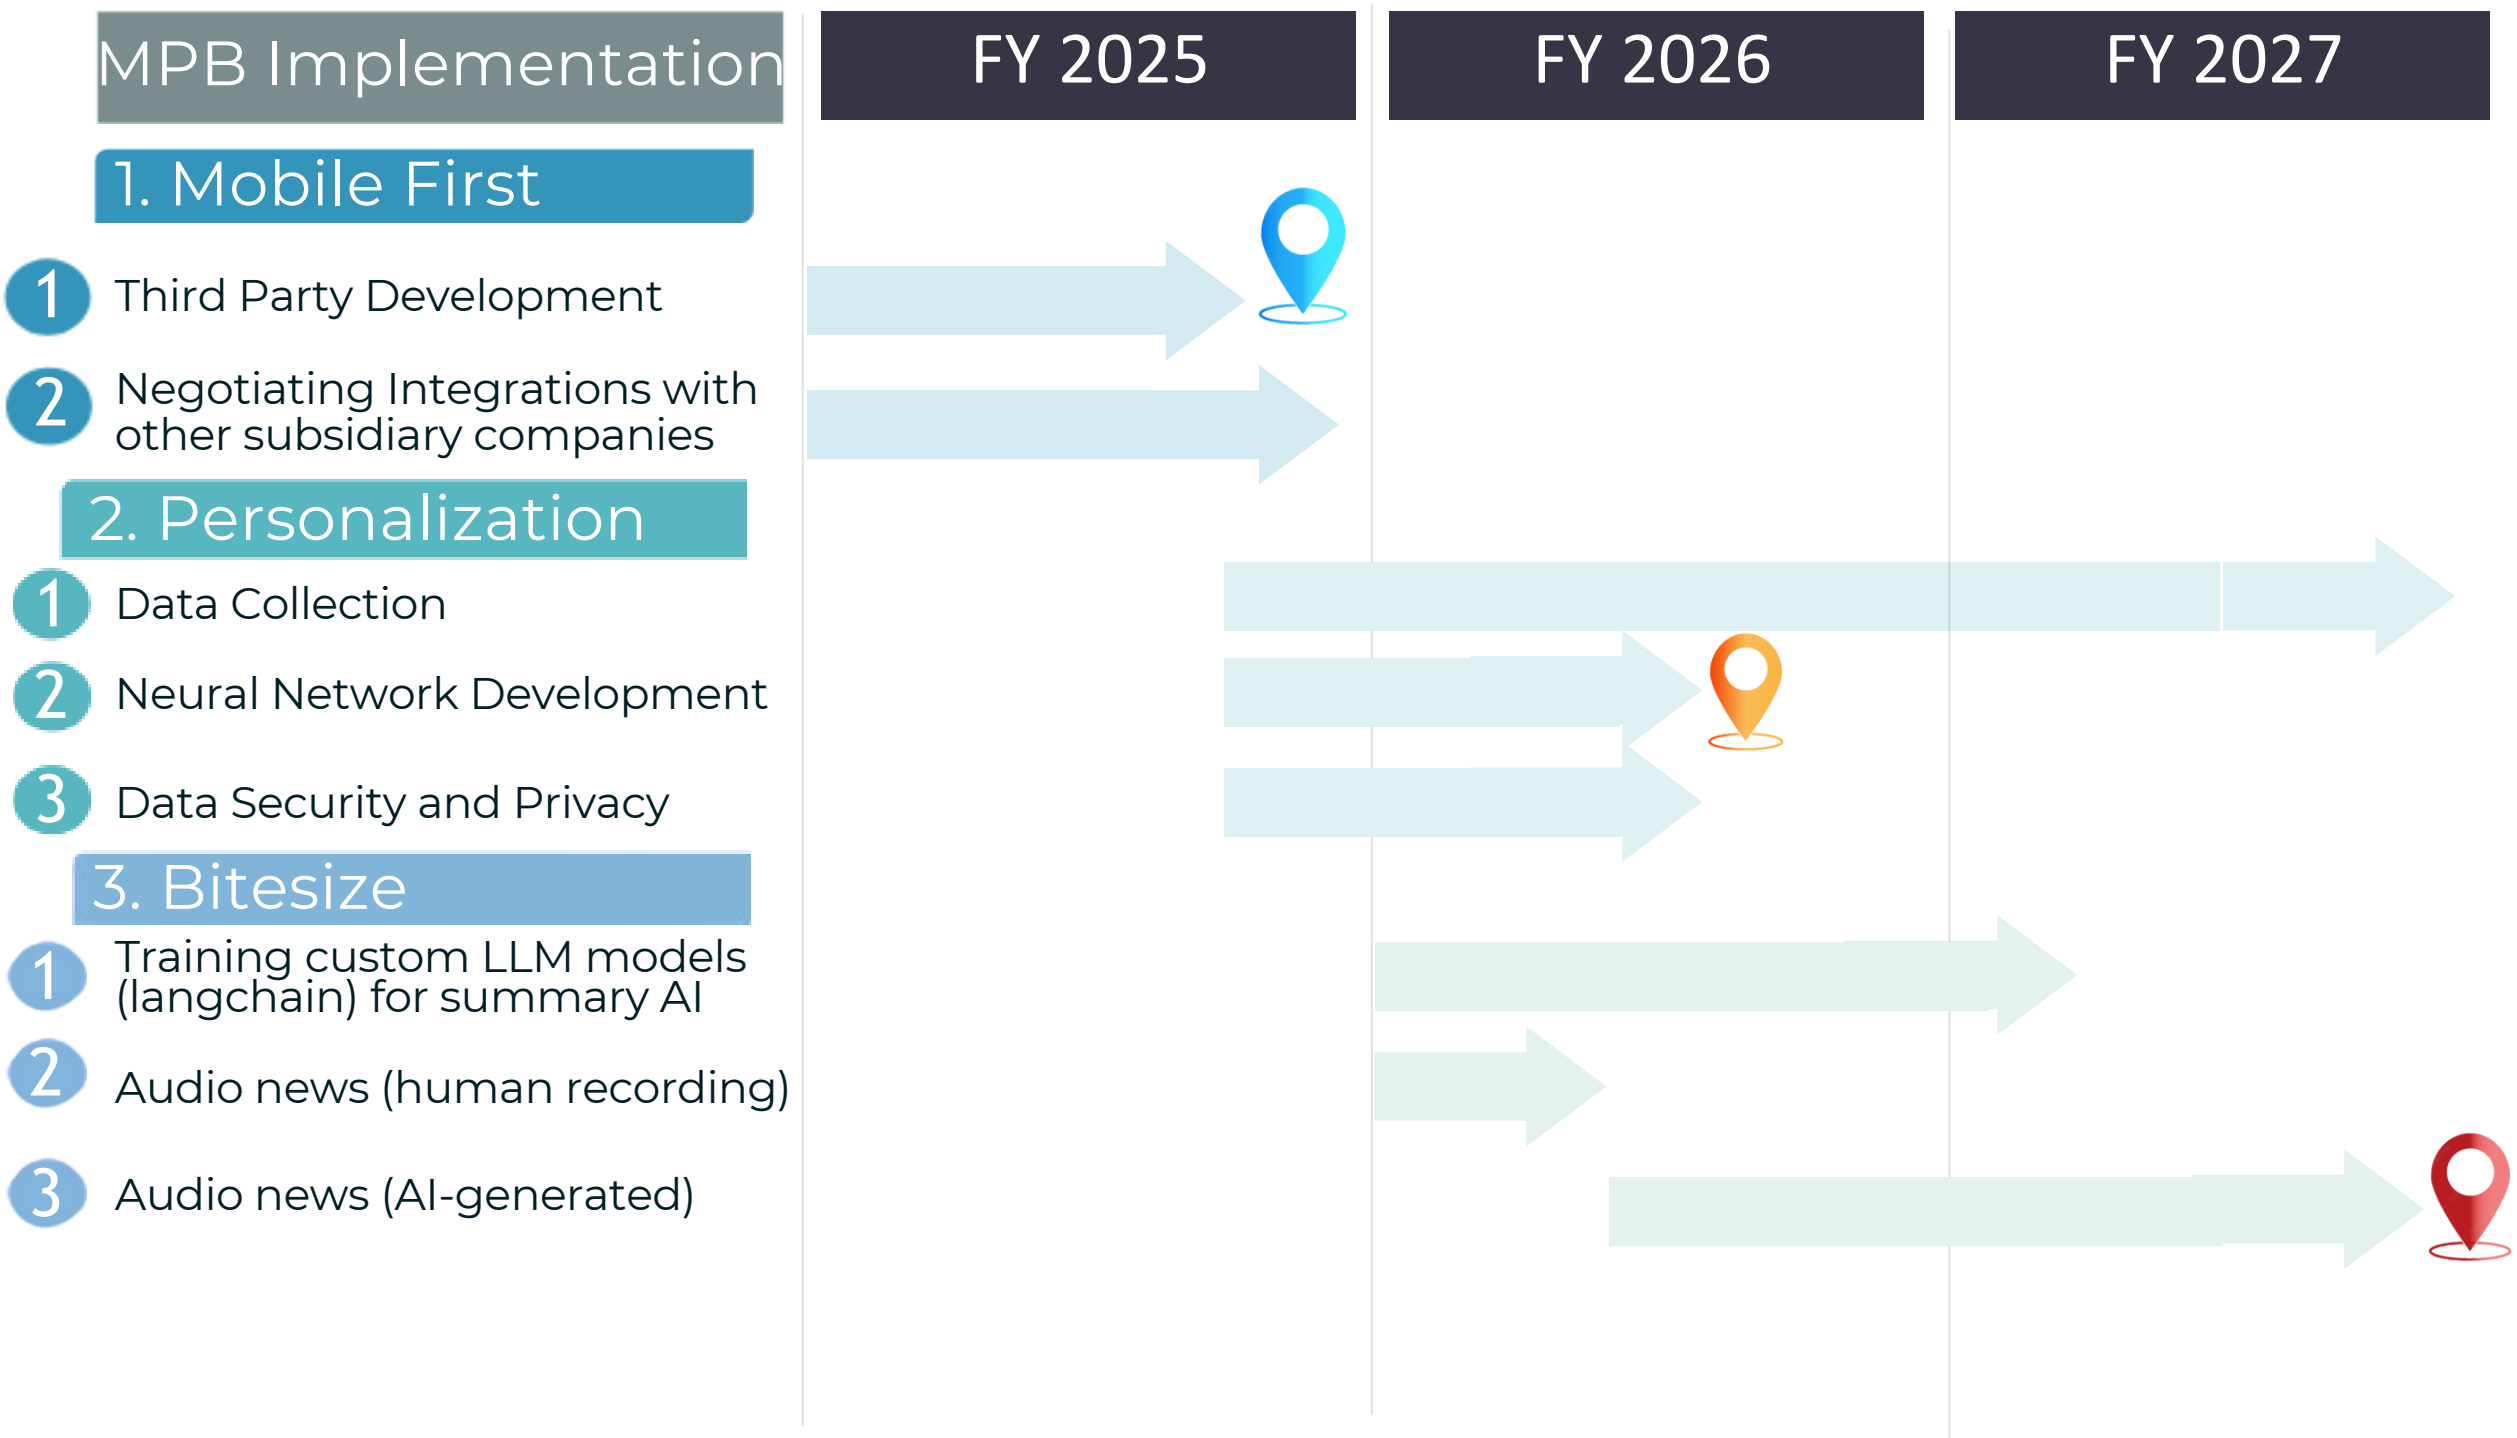 MPB Implementation
FY 2025
FY 2026
FY 2027
1. Mobile First
1
Third Party Development
2
Negotiating Integrations with
other subsidiary companies
2. Personalization
1
Data Collection
2
Neural Network Development
3
Data Security and Privacy
3. Bitesize
1
Training custom LLM models
(langchain) for summary AI
2
Audio news (human recording)
3
Audio news (AI-generated)